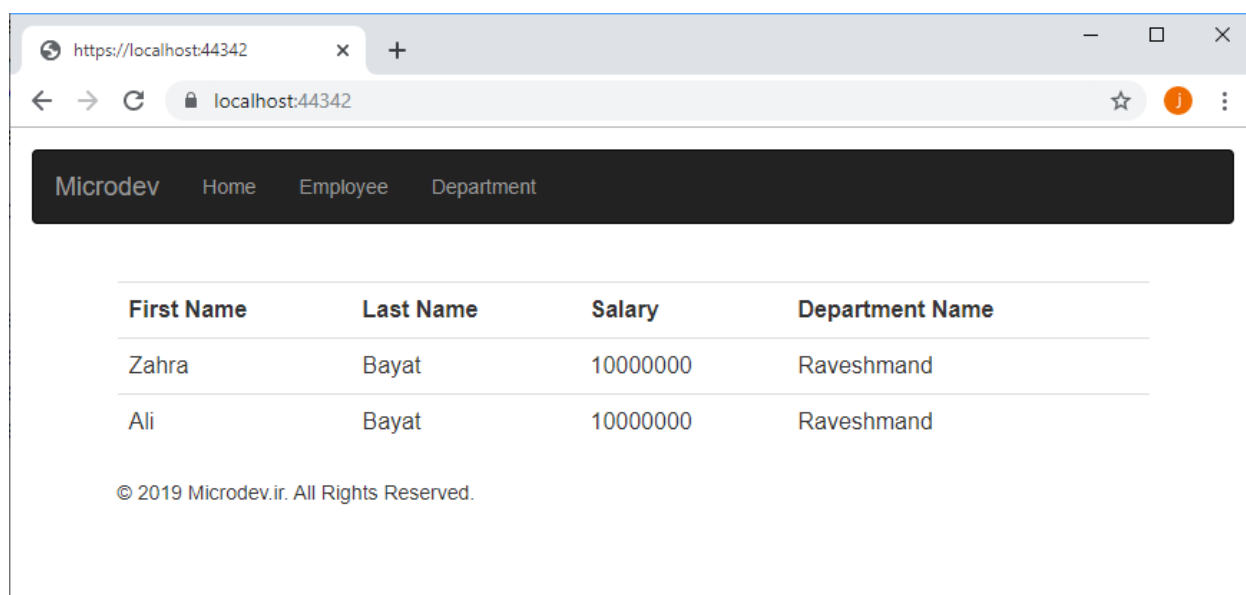 https://localhost:44342
localhost:44342
j
Microdev Home Employee Department
First Name Last Name Salary Department Name
Zahra Bayat 10000000 Raveshmand
Ali Bayat 10000000 Raveshmand
© 2019 Microdev.ir. All Rights Reserved.